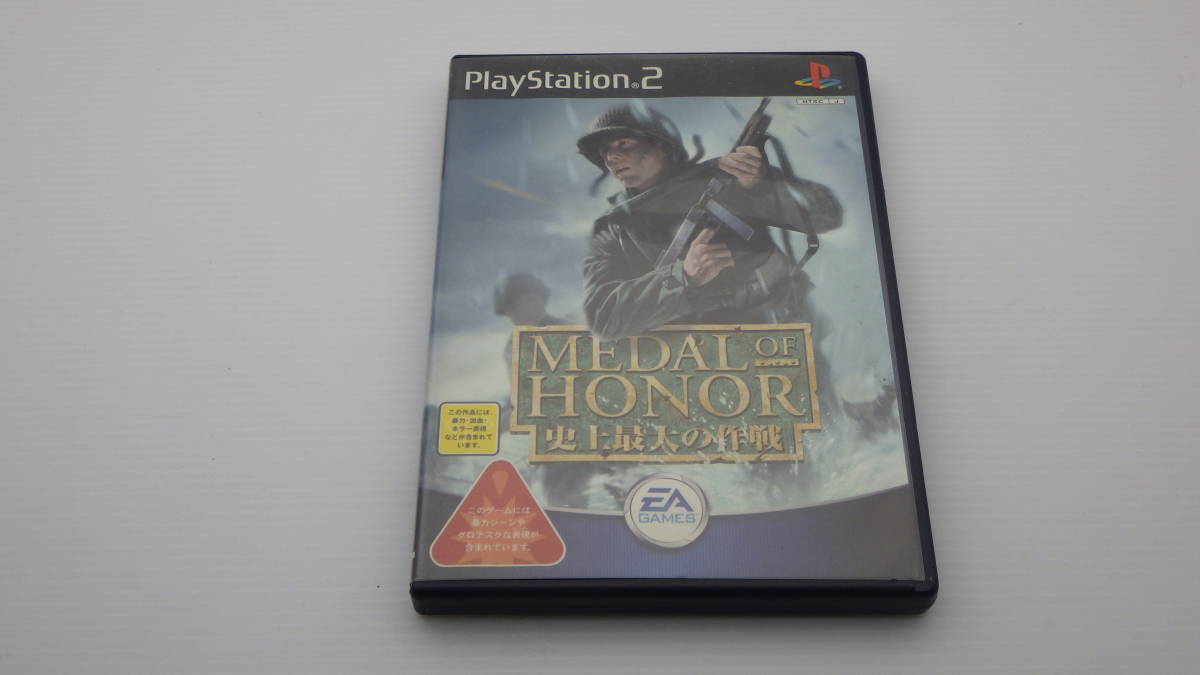 PlayStation®2
NTSC J
MEDAL OF
HONOR
史上最大の作戦
この作品には、
暴力・出血・
ホラー表現
などが含まれて
います。
このゲームには
暴力シーンや
グロテスクな表現が
含まれています。
EA
GAMES